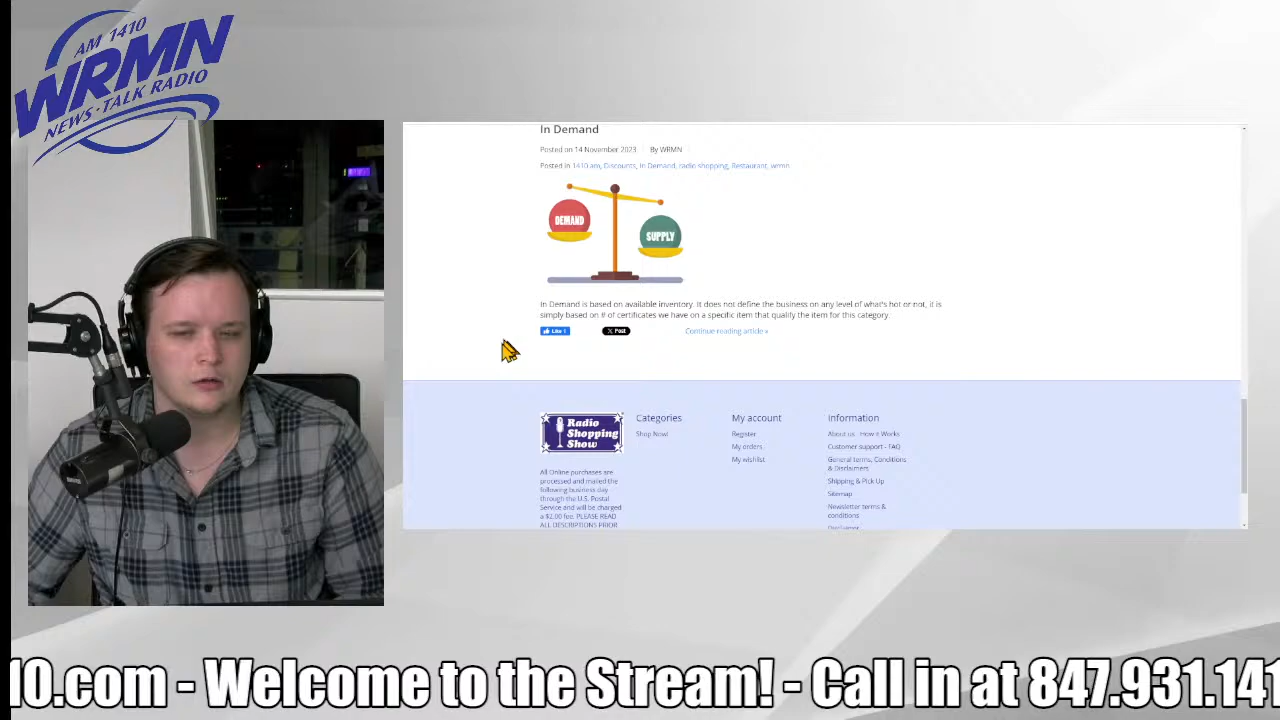 AM 1410
WRMN
NEWS • TALK RADIO
In Demand
Posted on 14 November 2023 By WRMN
Posted in 1410 am, Discounts, In Demand, radio shopping, Restaurant, wrmn
DEMAND
SUPPLY
In Demand is based on available inventory. It does not define the business on any level of what's hot or not, it is
simply based on # of certificates we have on a specific item that qualify the item for this category.
Like
X Post
Continue reading article »
Radio
Shopping
Show
All Online purchases are
processed and mailed the
following business day
through the U.S. Postal
Service and will be charged
a $2.00 fee. PLEASE READ
ALL DESCRIPTIONS PRIOR
Categories
Shop Now!
My account
Register
My orders
My wishlist
Information
About us - How it Works
Customer support - FAQ
General terms, Conditions
& Disclaimers
Shipping & Pick Up
Sitemap
Newsletter terms &
conditions
Disclaimer
10.com - Welcome to the Stream! - Call in at 847.931.141